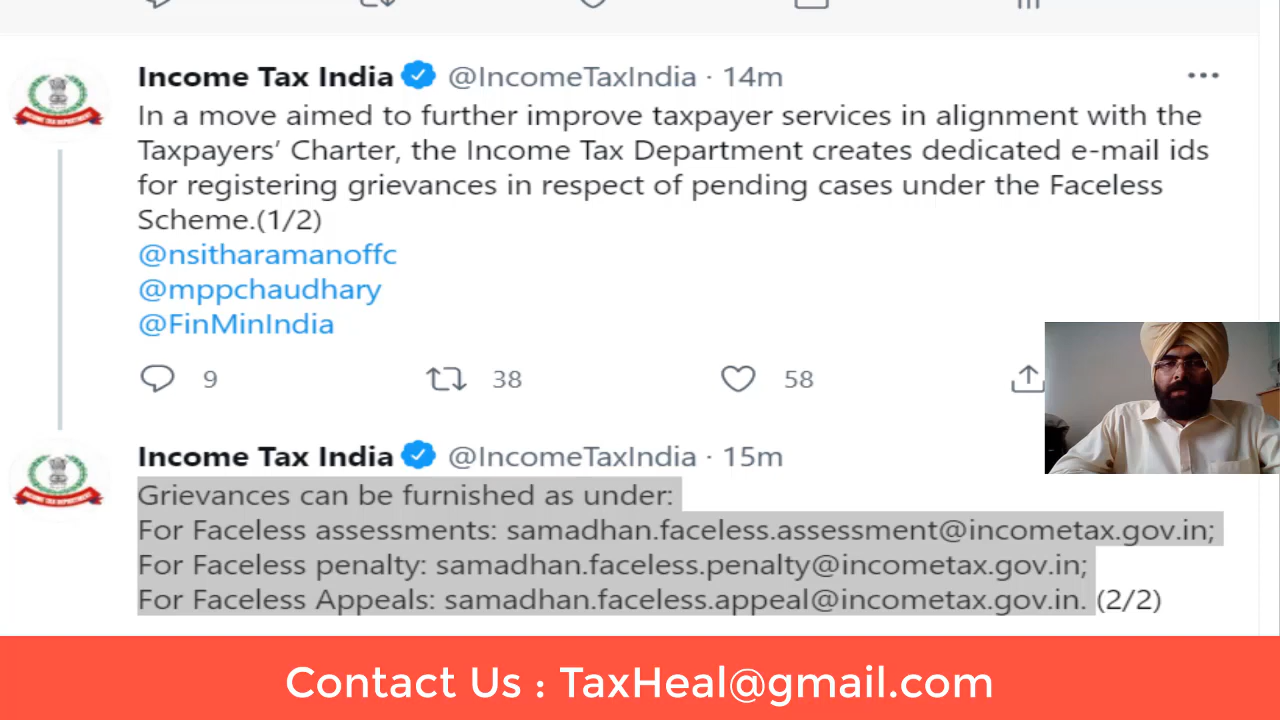 Income Tax India @IncomeTaxIndia · 14m
In a move aimed to further improve taxpayer services in alignment with the
Taxpayers’ Charter, the Income Tax Department creates dedicated e-mail ids
for registering grievances in respect of pending cases under the Faceless
Scheme.(1/2)
@nsitharamanoffc
@mppchaudhary
@FinMinIndia
9 38 58
Income Tax India @IncomeTaxIndia · 15m
Grievances can be furnished as under:
For Faceless assessments: samadhan.faceless.assessment@incometax.gov.in;
For Faceless penalty: samadhan.faceless.penalty@incometax.gov.in;
For Faceless Appeals: samadhan.faceless.appeal@incometax.gov.in. (2/2)
Contact Us : TaxHeal@gmail.com